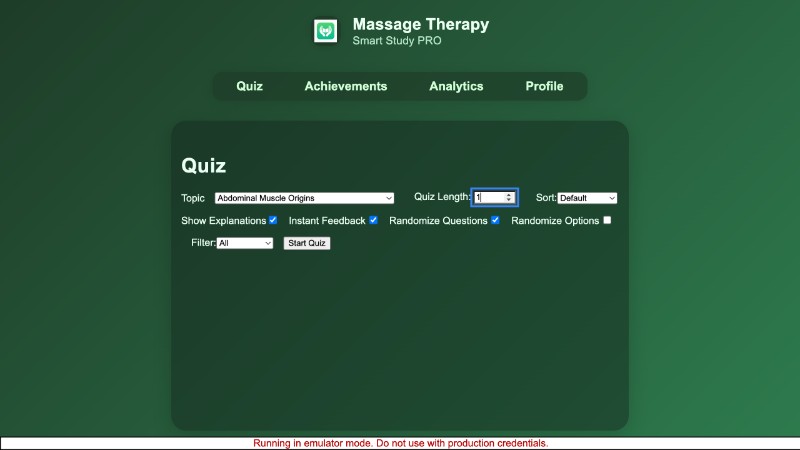 Massage Therapy
Smart Study PRO
Quiz Achievements Analytics Profile
Quiz
Topic Abdominal Muscle Origins Quiz Length: 1 Sort: Default
Show Explanations Instant Feedback Randomize Questions Randomize Options
Filter: All Start Quiz
Running in emulator mode. Do not use with production credentials.